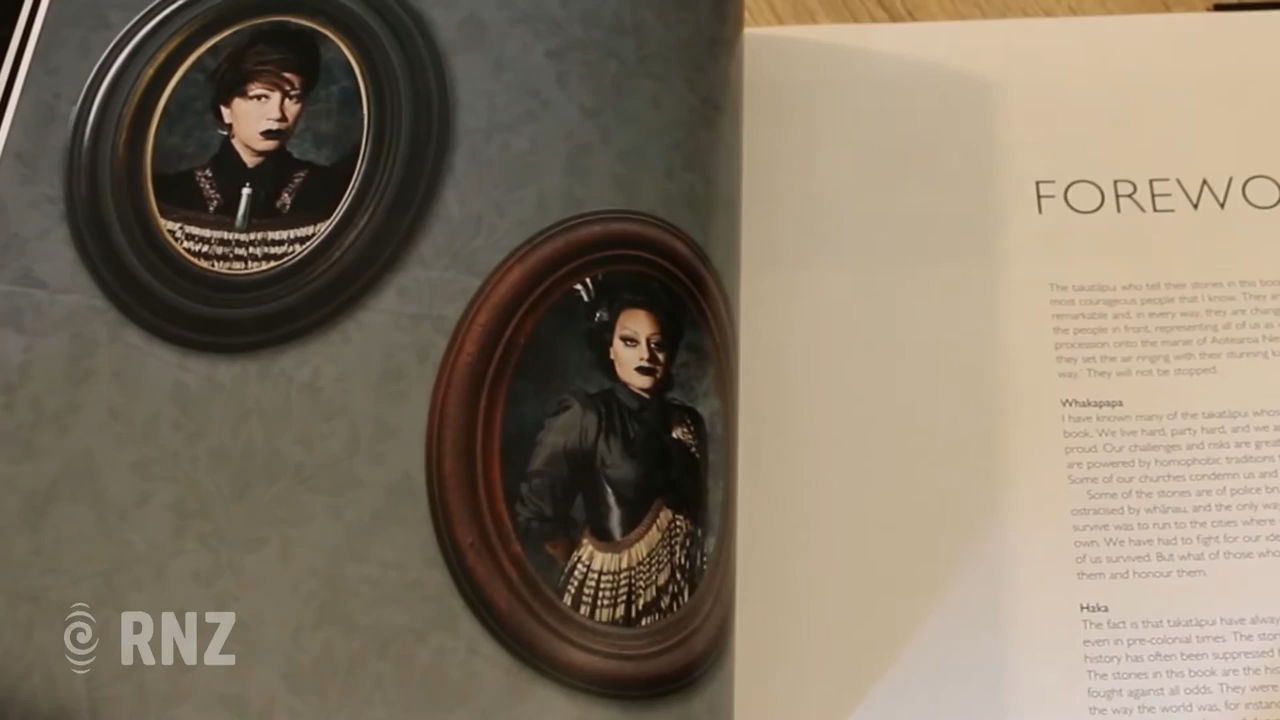 FOREWO
The takatāpui who tell their stories in this boo
most courageous people that I know. They ar
remarkable and, in every way, they are chang
the people in front, representing all of us as
procession onto the marae of Aotearoa Ne
they set the air ringing with their stunning k
way.' They will not be stopped.
Whakapapa
I have known many of the takatāpui whos
book. We live hard, party hard, and we a
proud. Our challenges and risks are grea
are powered by homophobic traditions
Some of our churches condemn us and
Some of the stories are of police bru
ostracised by whānau, and the only wa
survive was to run to the cities where
own. We have had to fight for our ide
of us survived. But what of those who
them and honour them.
Haka
The fact is that takatāpui have alway
even in pre-colonial times. The stor
history has often been suppressed
The stories in this book are the his
fought against all odds. They were
the way the world was, for instan
RNZ